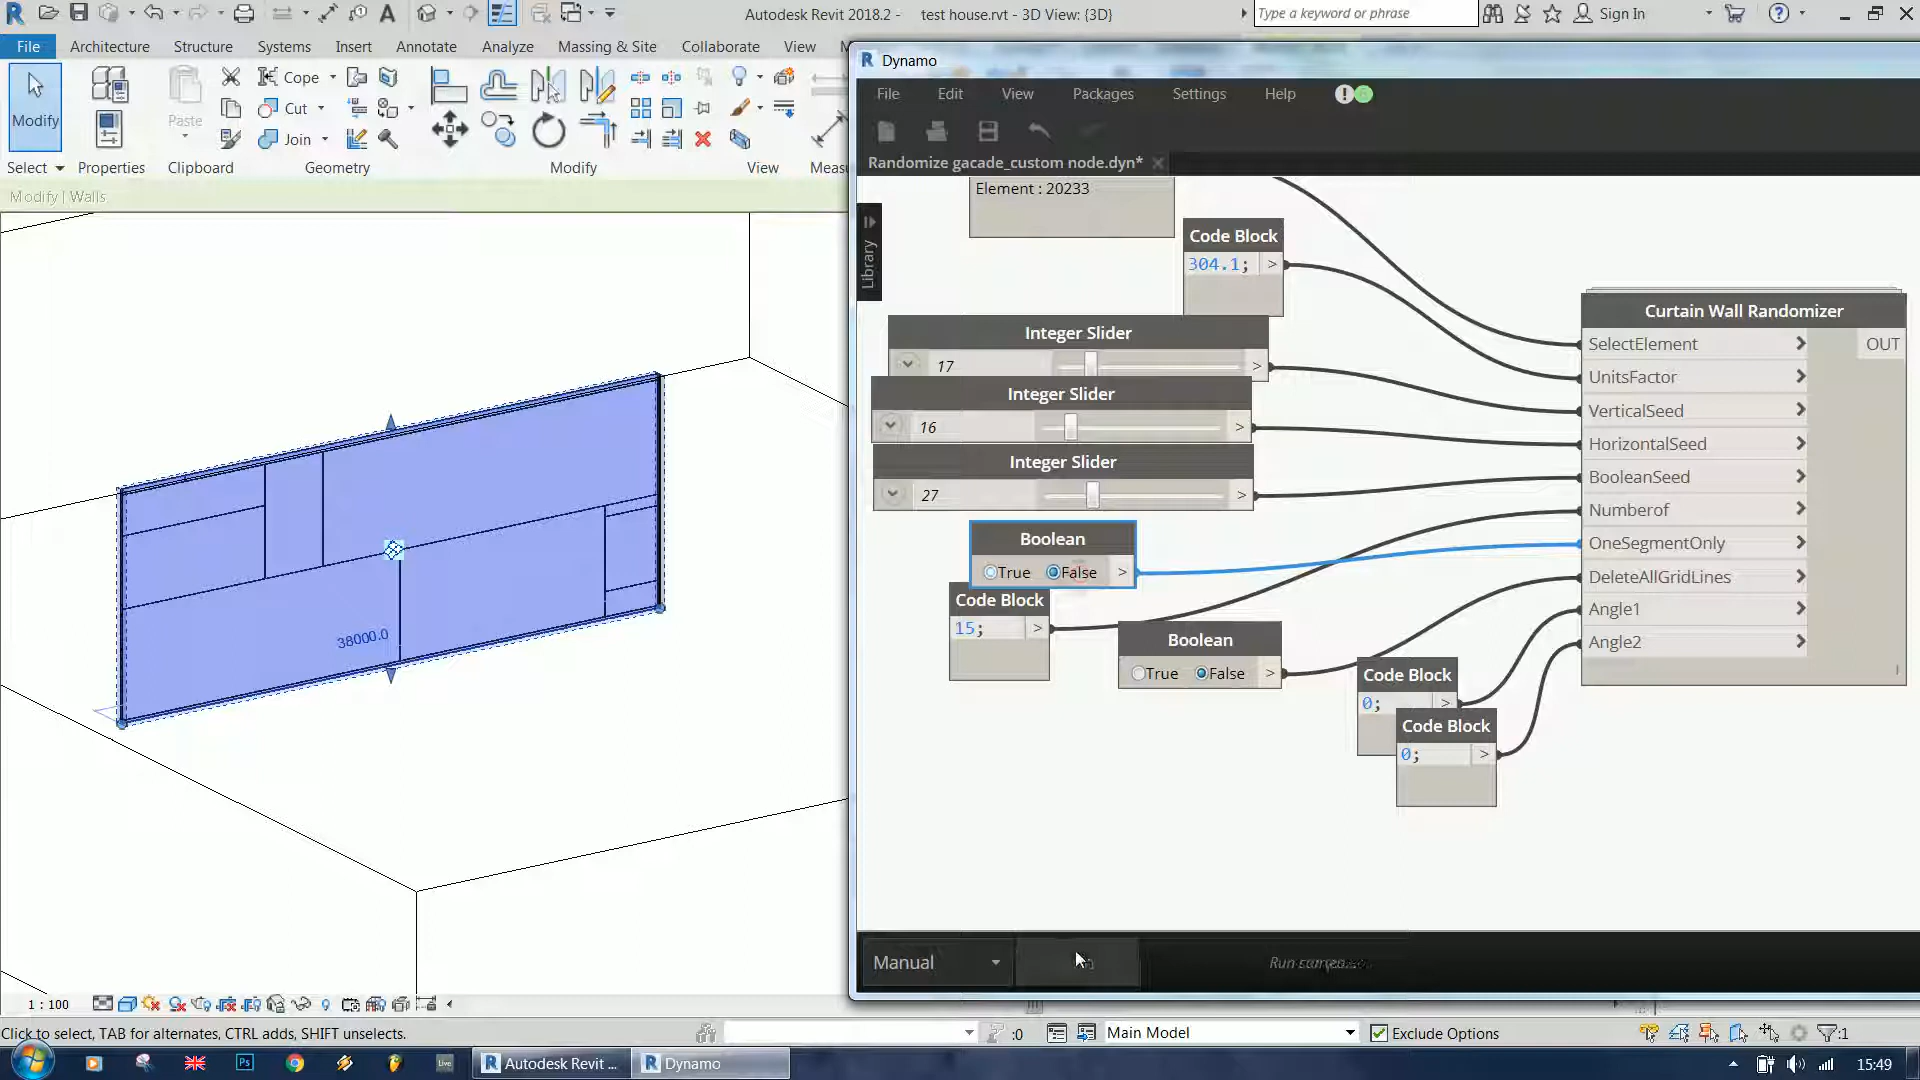 Autodesk Revit 2018.2 -
test house.rvt - 3D View: {3D}
Type a keyword or phrase
Sign In
File
Architecture
Structure
Systems
Insert
Annotate
Analyze
Massing & Site
Collaborate
View
Modify
Paste
Cope
Cut
Join
Select
Properties
Clipboard
Geometry
Modify
View
Modify | Walls
38000.0
Dynamo
File
Edit
View
Packages
Settings
Help
Randomize gacade_custom node.dyn*
Library
Element : 20233
Code Block
304.1;
>
Integer Slider
17
>
Integer Slider
16
>
Integer Slider
27
>
Boolean
True
False
>
Code Block
15;
>
Boolean
True
False
>
Code Block
0;
>
Code Block
0;
>
Curtain Wall Randomizer
SelectElement
OUT
UnitsFactor
VerticalSeed
HorizontalSeed
BooleanSeed
Numberof
OneSegmentOnly
DeleteAllGridLines
Angle1
Angle2
Manual
1 : 100
Click to select, TAB for alternates, CTRL adds, SHIFT unselects.
:0
Main Model
Exclude Options
:1
Autodesk Revit ...
Dynamo
15:49